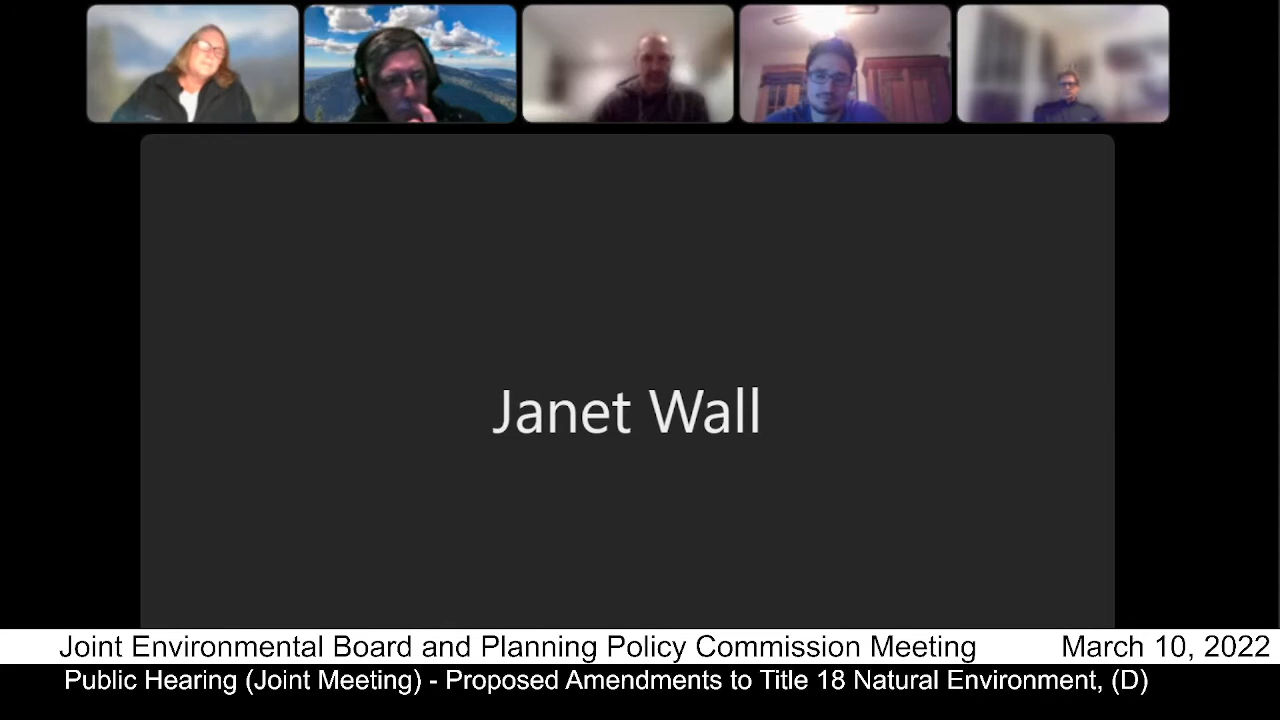 Janet Wall
Joint Environmental Board and Planning Policy Commission Meeting March 10, 2022
Public Hearing (Joint Meeting) - Proposed Amendments to Title 18 Natural Environment, (D)